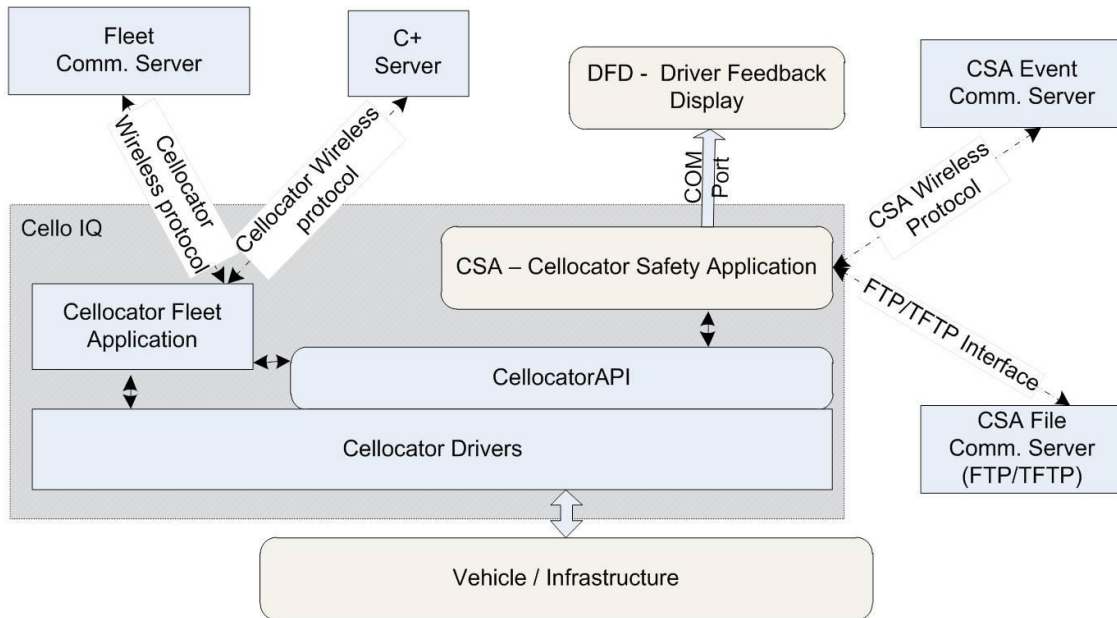 Fleet
Comm. Server
C+
Server
DFD -  Driver Feedback
Display
CSA Event
Comm. Server
Cellocator
Wireless protocol
Cellocator Wireless
protocol
COM
Port
CSA Wireless
Protocol
Cello IQ
CSA – Cellocator Safety Application
Cellocator Fleet
Application
FTP/TFTP Interface
CellocatorAPI
Cellocator Drivers
CSA File
Comm. Server
(FTP/TFTP)
Vehicle / Infrastructure